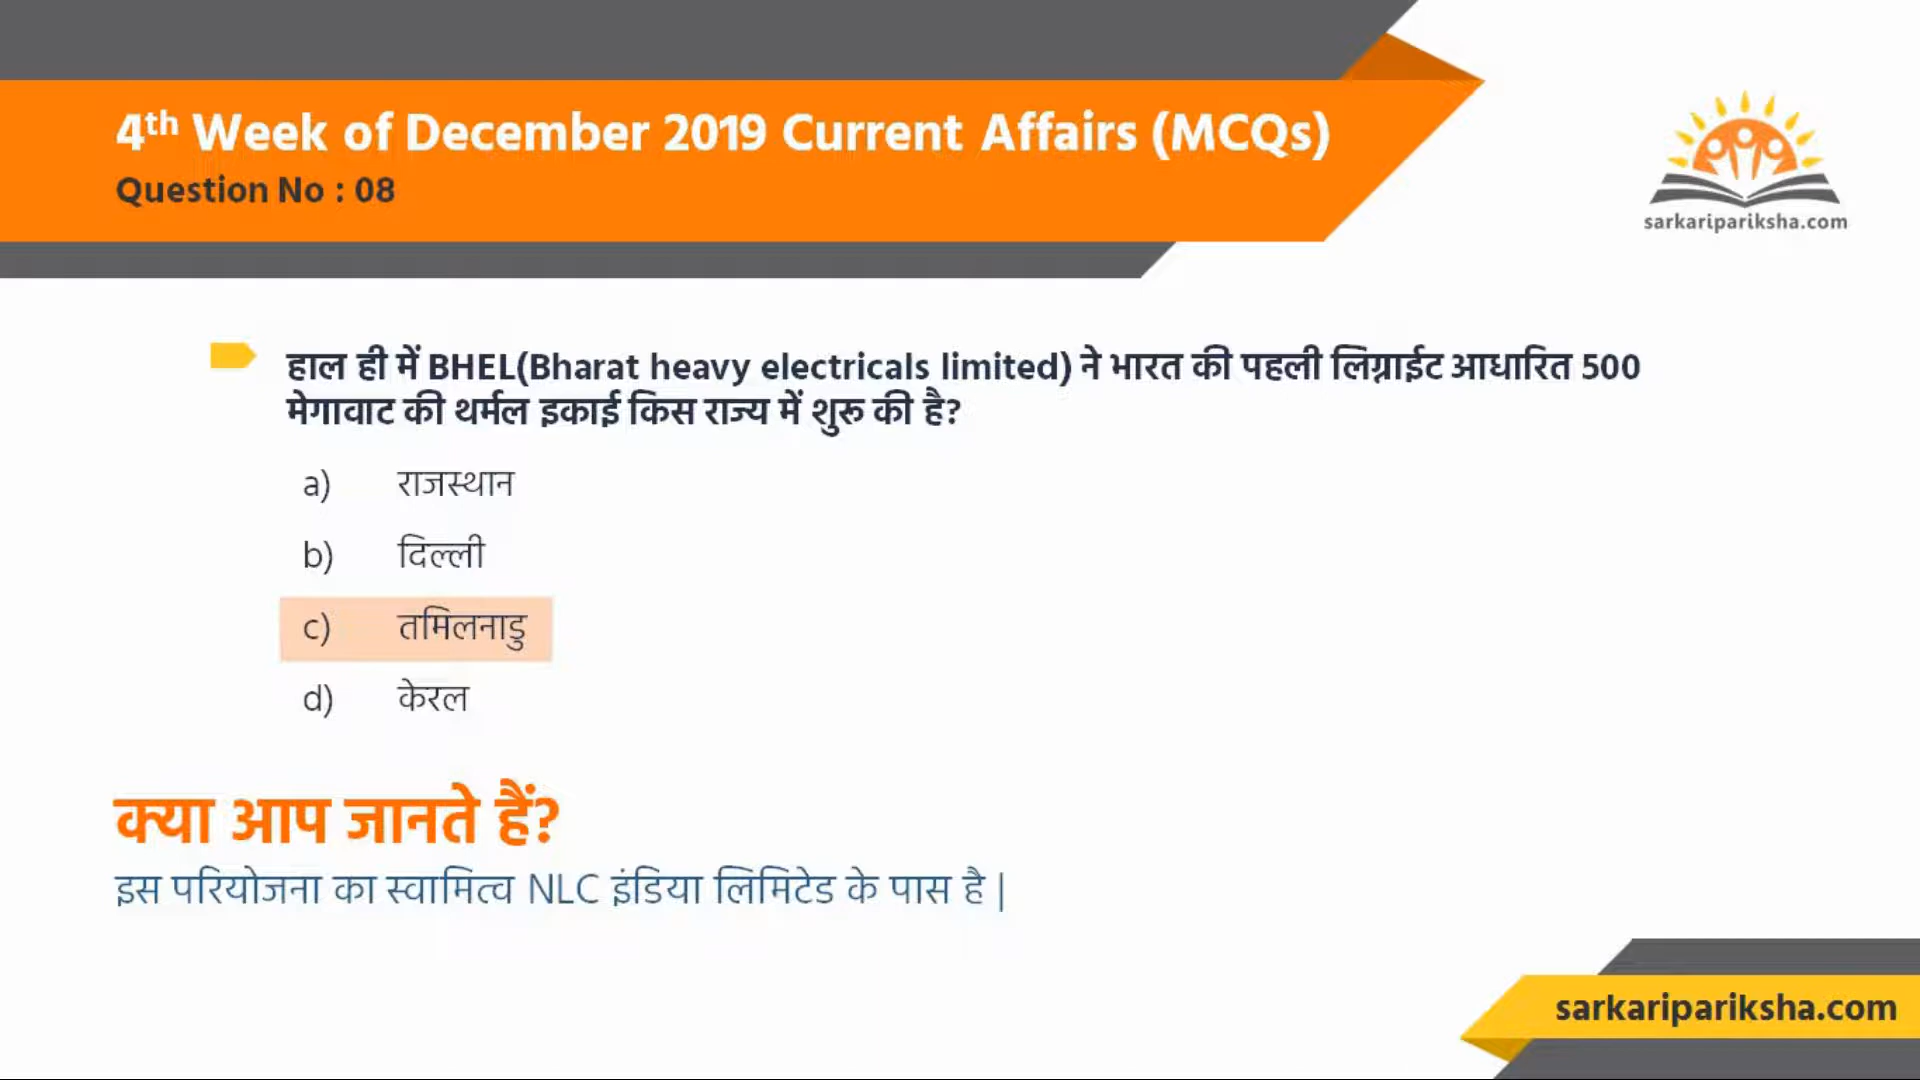 4th Week of December 2019 Current Affairs (MCQs)
Question No : 08
sarkaripariksha.com
हाल ही में BHEL(Bharat heavy electricals limited) ने भारत की पहली लिग्नाईट आधारित 500
मेगावाट की थर्मल इकाई किस राज्य में शुरू की है?
a) राजस्थान
b) दिल्ली
c) तमिलनाडु
d) केरल
क्या आप जानते हैं?
इस परियोजना का स्वामित्व NLC इंडिया लिमिटेड के पास है |
sarkaripariksha.com